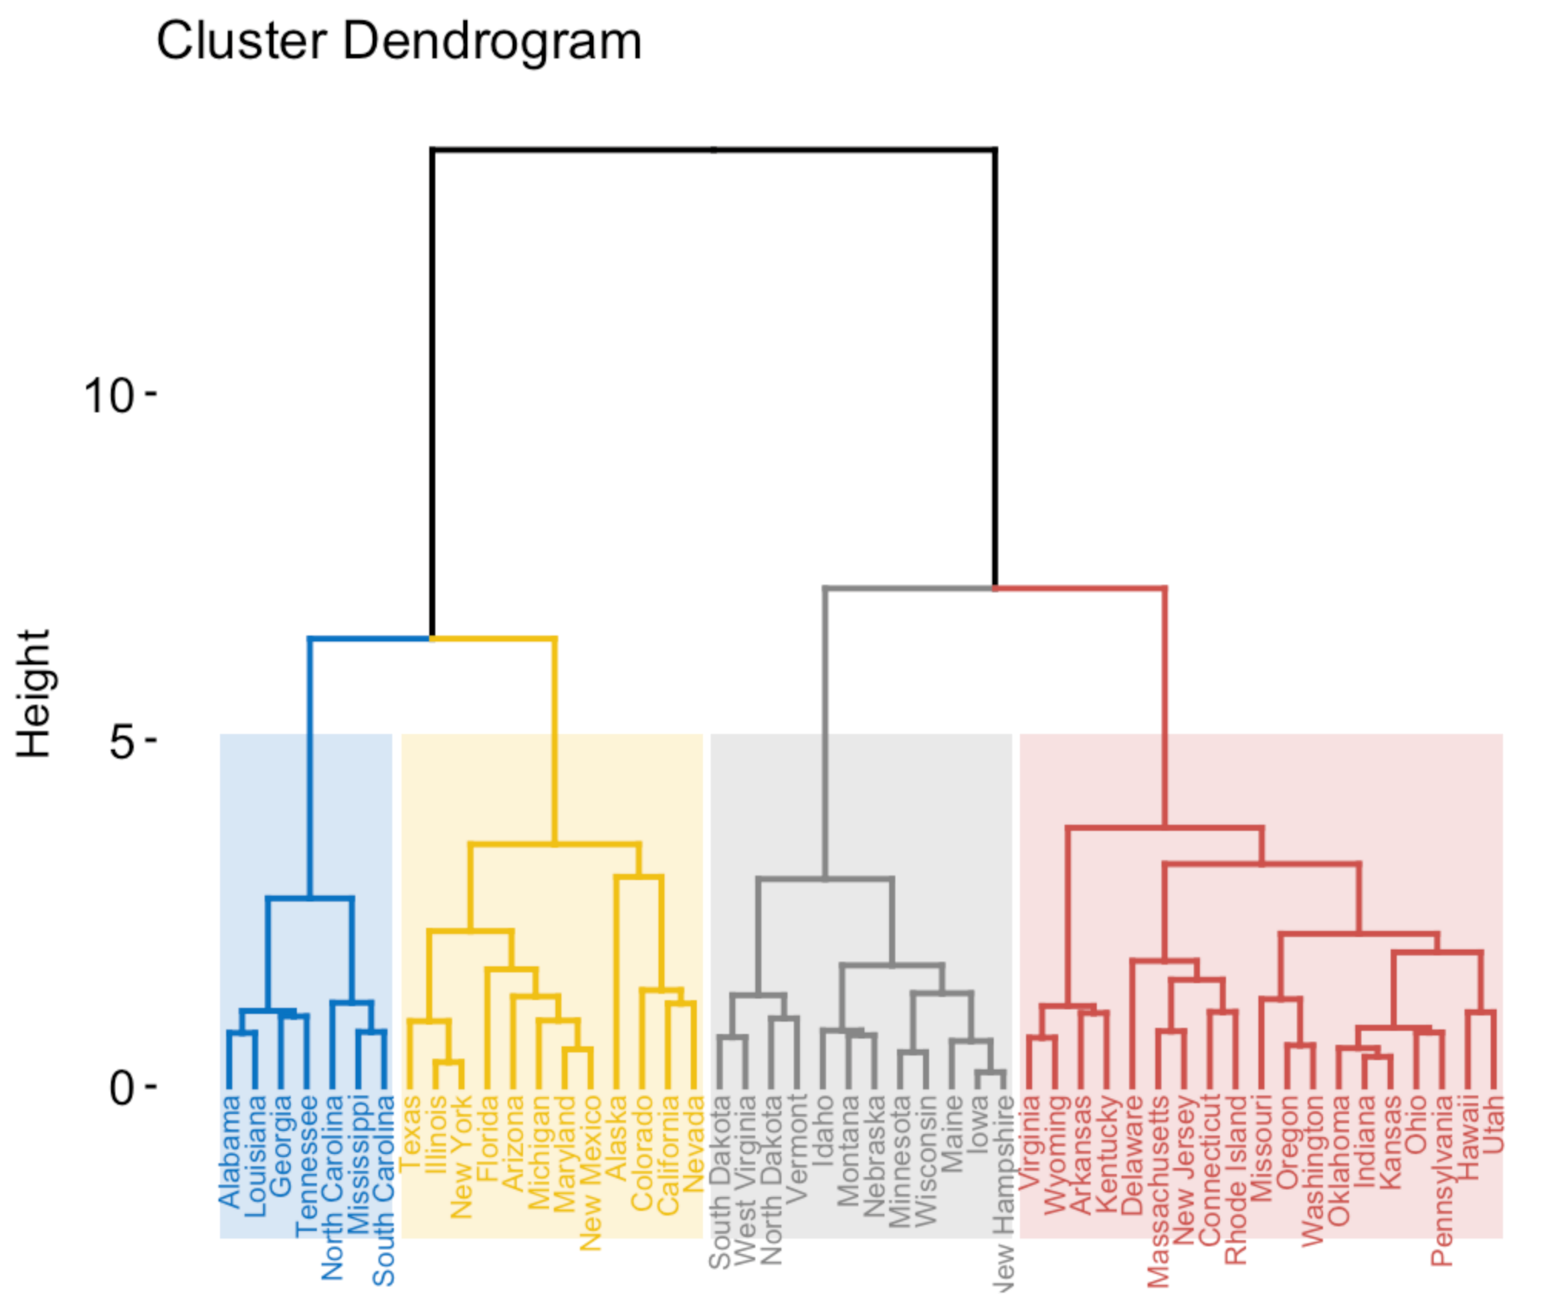 Cluster Dendrogram
Height
10
5
0
Alabama
Louisiana
Georgia
Tennessee
North Carolina
Mississippi
South Carolina
Texas
Illinois
New York
Florida
Arizona
Michigan
Maryland
New Mexico
Alaska
Colorado
California
Nevada
South Dakota
West Virginia
North Dakota
Vermont
Idaho
Montana
Nebraska
Minnesota
Wisconsin
Maine
Iowa
New Hampshire
Virginia
Wyoming
Arkansas
Kentucky
Delaware
Massachusetts
New Jersey
Connecticut
Rhode Island
Missouri
Oregon
Washington
Oklahoma
Indiana
Kansas
Ohio
Pennsylvania
Hawaii
Utah